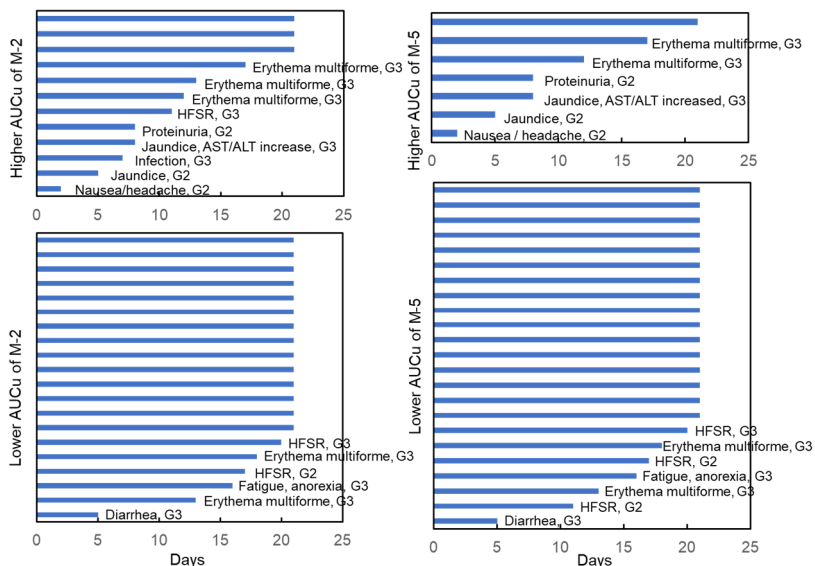 Higher AUCu of M-2
Erythema multiforme, G3
Erythema multiforme, G3
Erythema multiforme, G3
HFSR, G3
Proteinuria, G2
Jaundice, AST/ALT increase, G3
Infection, G3
Jaundice, G2
Nausea/headache, G2
0 5 10 15 20 25
Higher AUCu of M-5
Erythema multiforme, G3
Erythema multiforme, G3
Proteinuria, G2
Jaundice, AST/ALT increased, G3
Jaundice, G2
Nausea / headache, G2
0 5 10 15 20 25
Lower AUCu of M-2
HFSR, G3
Erythema multiforme, G3
HFSR, G2
Fatigue, anorexia, G3
Erythema multiforme, G3
Diarrhea, G3
0 5 10 15 20 25
Days
Lower AUCu of M-5
HFSR, G3
Erythema multiforme, G3
HFSR, G2
Fatigue, anorexia, G3
Erythema multiforme, G3
HFSR, G2
Diarrhea, G3
0 5 10 15 20 25
Days